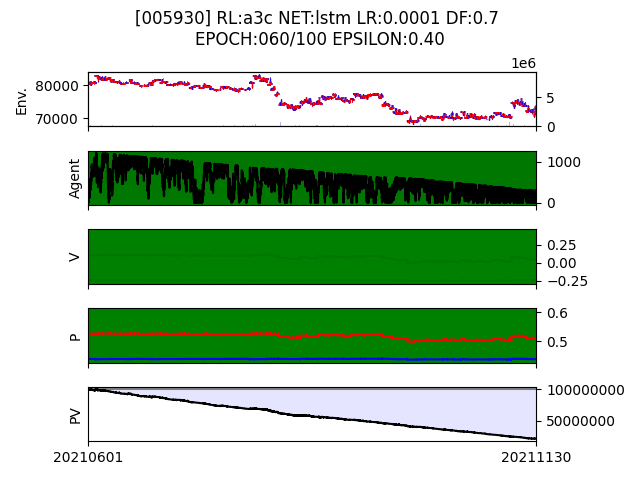 [005930] RL:a3c NET:lstm LR:0.0001 DF:0.7
EPOCH:060/100 EPSILON:0.40
1e6
Env.
80000
70000
5
0
Agent
1000
0
V
0.25
0.00
−0.25
P
0.6
0.5
PV
100000000
50000000
20210601
20211130